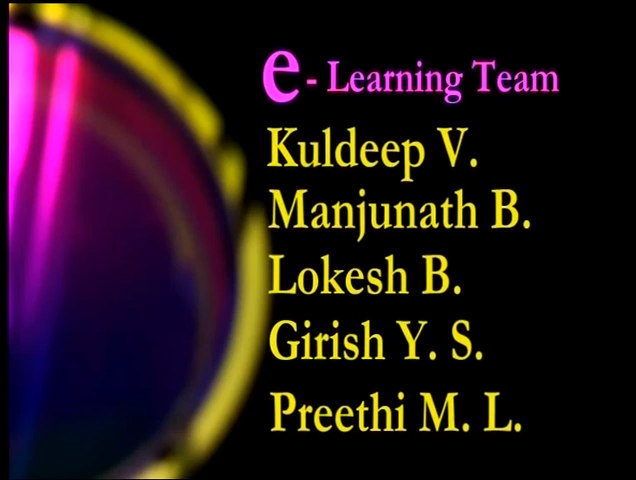 e- Learning Team
Kuldeep V.
Manjunath B.
Lokesh B.
Girish Y. S.
Preethi M. L.